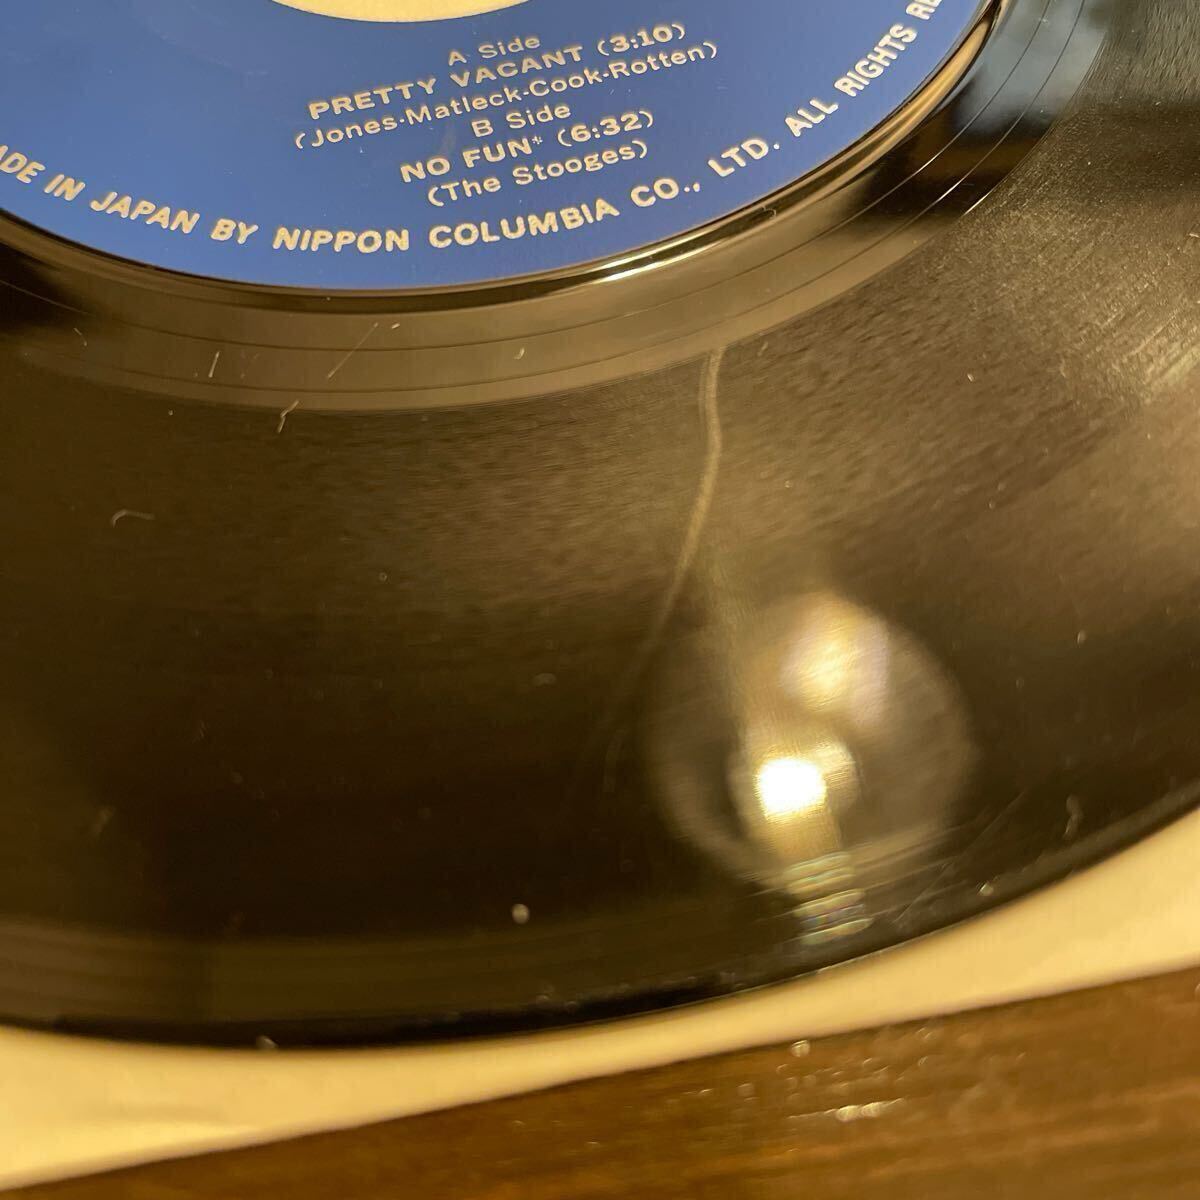 A Side
PRETTY VACANT (3:10)
(Jones-Matleck-Cook-Rotten)
B Side
NO FUN* (6:32)
(The Stooges)
IN JAPAN BY NIPPON COLUMBIA CO., LTD. ALL RIGHTS